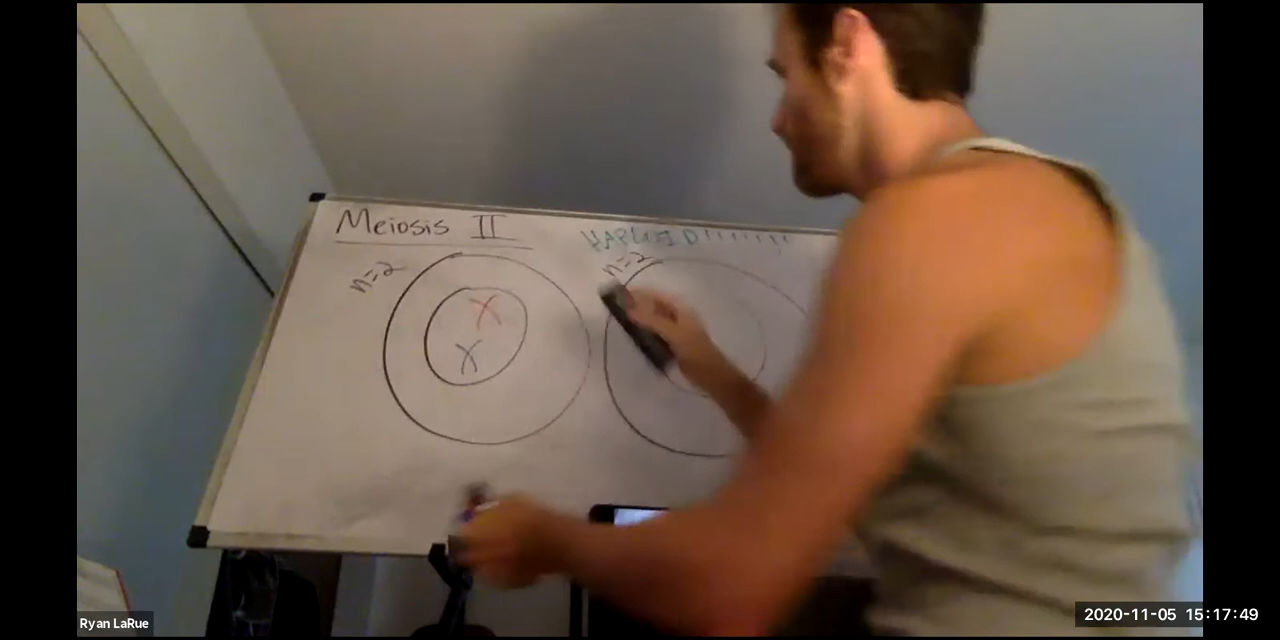 Meiosis II
HAPLOID!!!!!!!
n=2
n=2
Ryan LaRue
2020-11-05 15:17:49